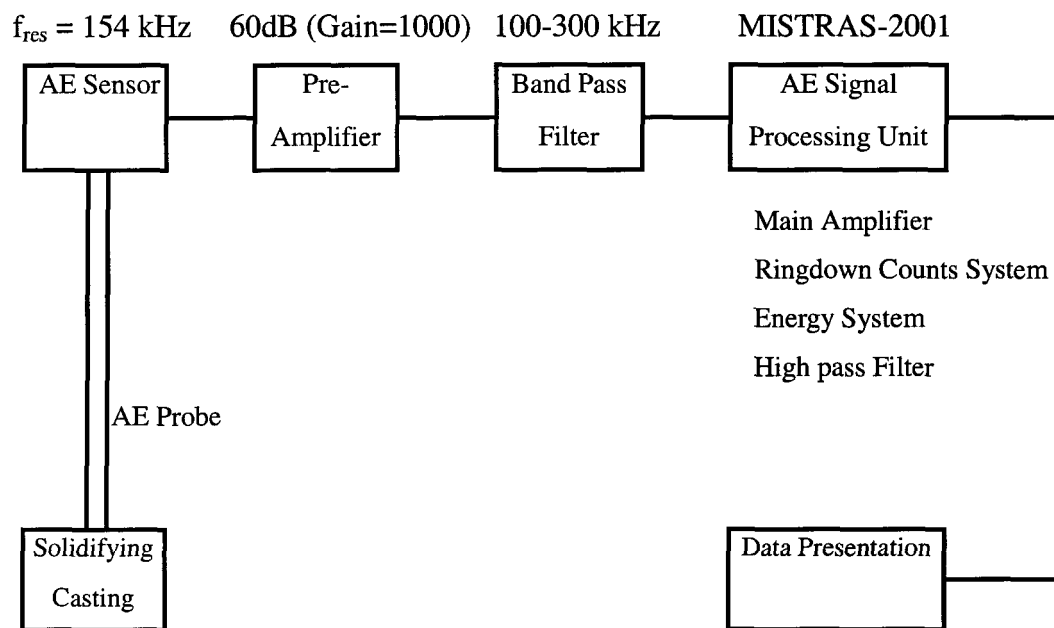 f_res = 154 kHz 60dB (Gain=1000) 100-300 kHz MISTRAS-2001
AE Sensor
Pre-
Amplifier
Band Pass
Filter
AE Signal
Processing Unit
Main Amplifier
Ringdown Counts System
Energy System
High pass Filter
AE Probe
Solidifying
Casting
Data Presentation